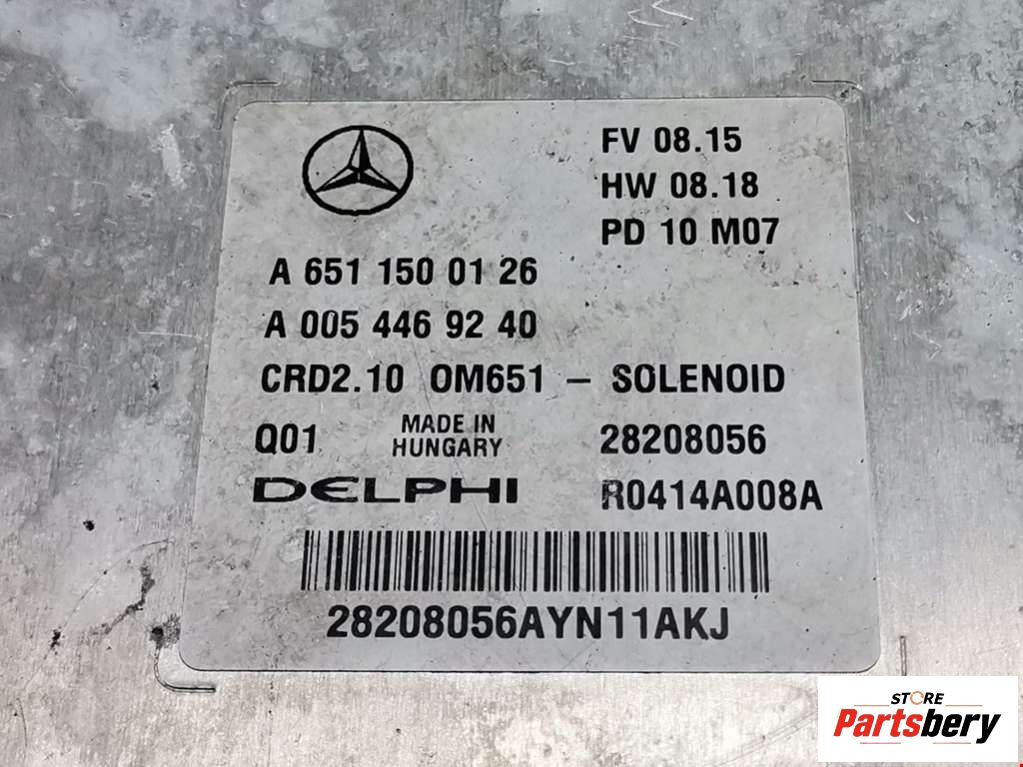 FV 08.15
HW 08.18
PD 10 M07
A 651 150 01 26
A 005 446 92 40
CRD2.10 OM651 – SOLENOID
Q01 MADE IN HUNGARY 28208056
DELPHI R0414A008A
28208056AYN11AKJ
STORE
Partsbery